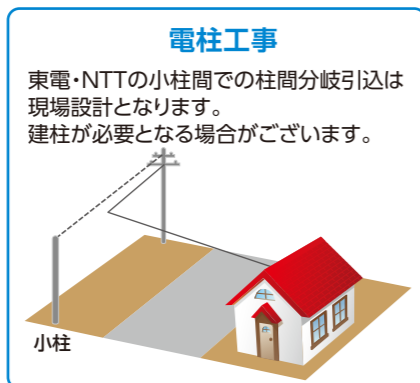 電柱工事
東電・NTTの小柱間での柱間分岐引込は
現場設計となります。
建柱が必要となる場合がございます。
小柱